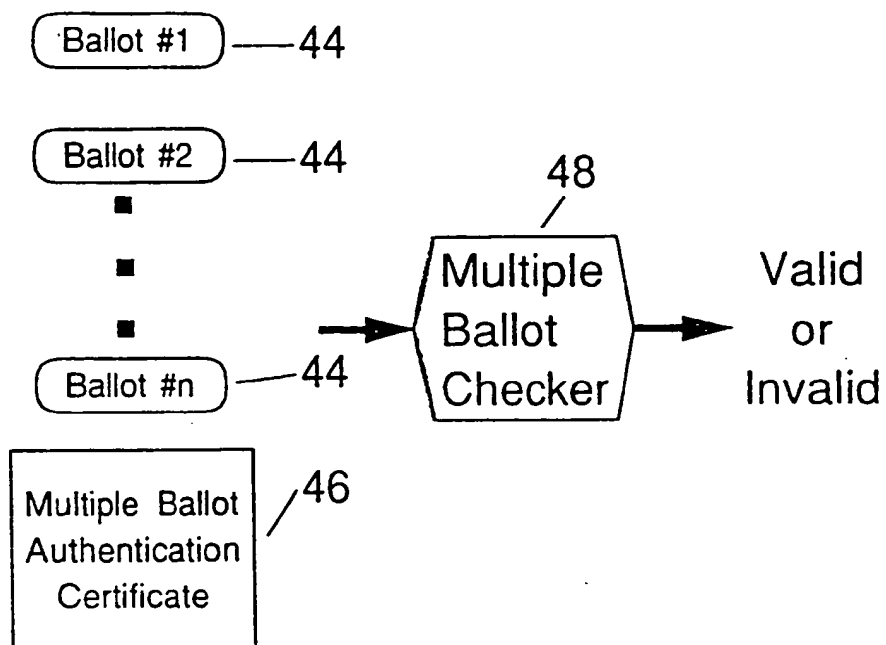 Ballot #1
44
Ballot #2
44
48
Multiple
Ballot
Checker
Valid
or
Invalid
Ballot #n
44
Multiple Ballot
Authentication
Certificate
46